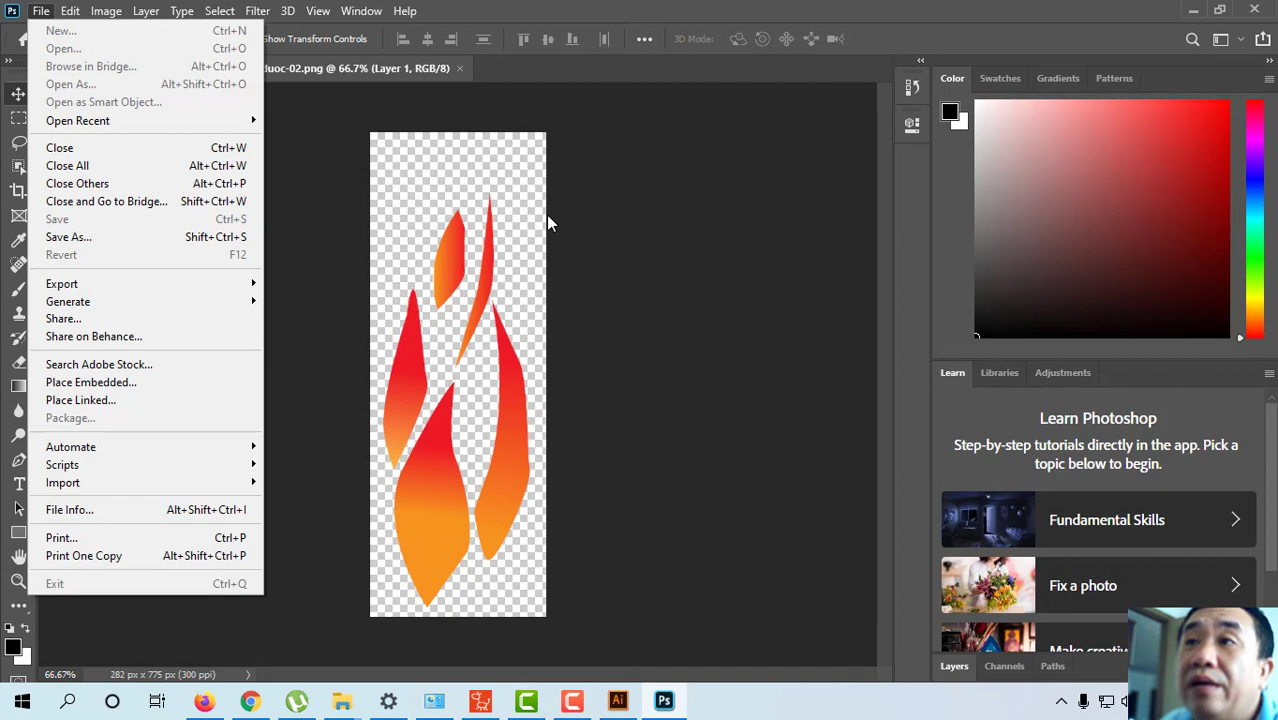 Ps File Edit Image Layer Type Select Filter 3D View Window Help
Show Transform Controls 3D Mode:
duoc-02.png @ 66.7% (Layer 1, RGB/8) ×
New... Ctrl+N
Open... Ctrl+O
Browse in Bridge... Alt+Ctrl+O
Open As... Alt+Shift+Ctrl+O
Open as Smart Object...
Open Recent
Close Ctrl+W
Close All Alt+Ctrl+W
Close Others Alt+Ctrl+P
Close and Go to Bridge... Shift+Ctrl+W
Save Ctrl+S
Save As... Shift+Ctrl+S
Revert F12
Export
Generate
Share...
Share on Behance...
Search Adobe Stock...
Place Embedded...
Place Linked...
Package...
Automate
Scripts
Import
File Info... Alt+Shift+Ctrl+I
Print... Ctrl+P
Print One Copy Alt+Shift+Ctrl+P
Exit Ctrl+Q
66.67% 282 px x 775 px (300 ppi)
Color Swatches Gradients Patterns
Learn Libraries Adjustments
Learn Photoshop
Step-by-step tutorials directly in the app. Pick a
topic below to begin.
Fundamental Skills
Fix a photo
Make creativ
Layers Channels Paths
Ai Ps